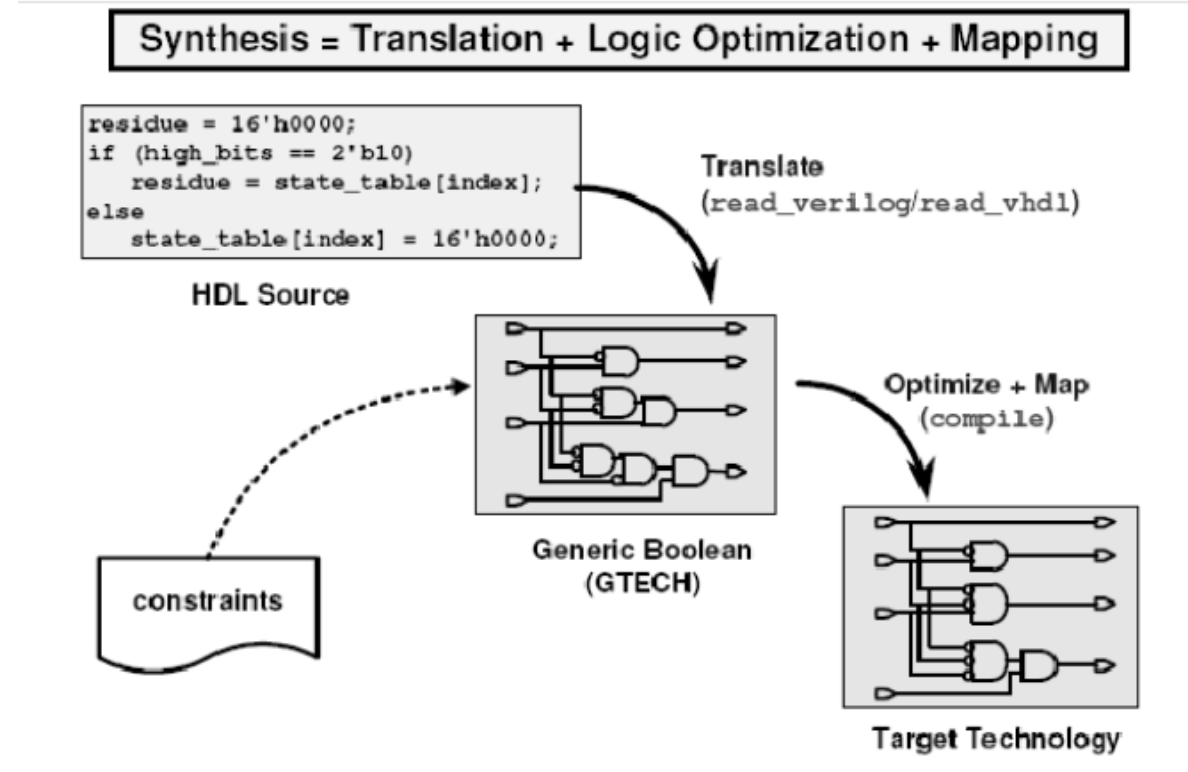 Synthesis = Translation + Logic Optimization + Mapping
residue = 16'h0000;
if (high_bits == 2'b10)
residue = state_table[index];
else
state_table[index] = 16'h0000;
HDL Source
Translate
(read_verilog/read_vhdl)
Optimize + Map
(compile)
Generic Boolean
(GTECH)
constraints
Target Technology